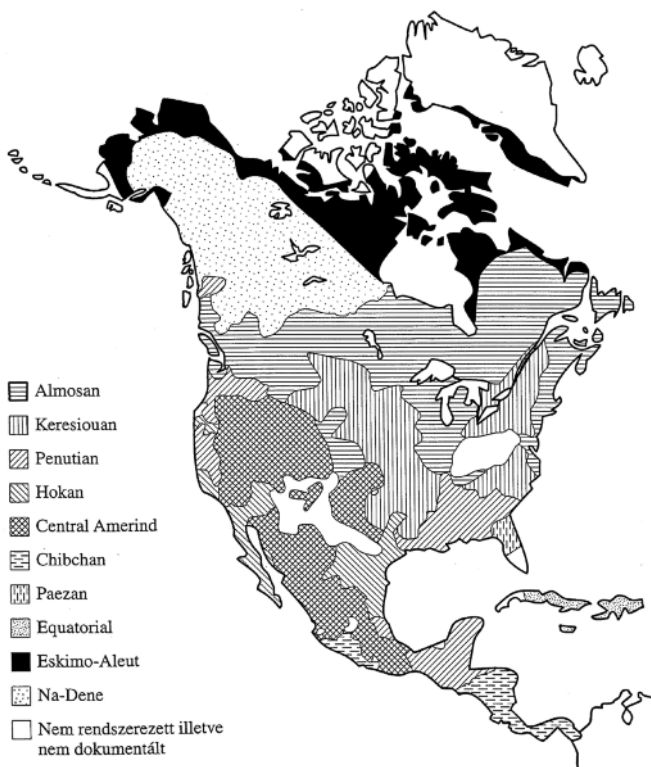 Almosan
Keresiouan
Penutian
Hokan
Central Amerind
Chibchan
Paezan
Equatorial
Eskimo-Aleut
Na-Dene
Nem rendszerezett illetve
nem dokumentált